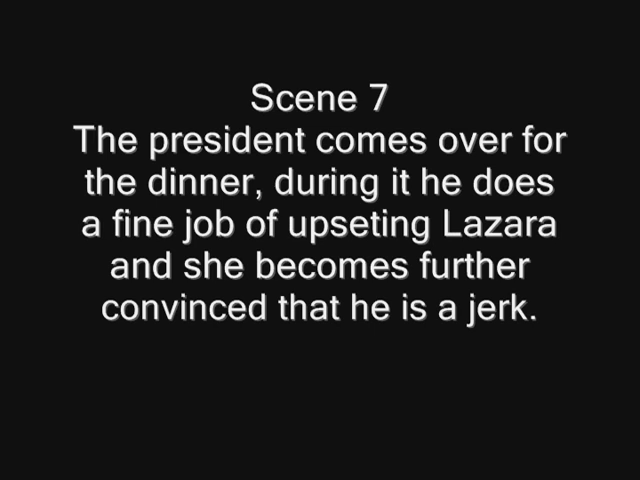 Scene 7
The president comes over for
the dinner, during it he does
a fine job of upseting Lazara
and she becomes further
convinced that he is a jerk.